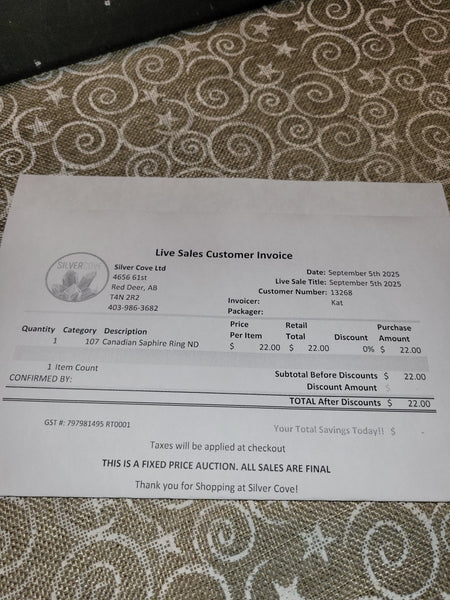 Live Sales Customer Invoice
SILVERCOVE
Silver Cove Ltd
4656 61st
Red Deer, AB
T4N 2R2
403-986-3682
Date: September 5th 2025
Live Sale Title: September 5th 2025
Customer Number: 13268
Invoicer: Kat
Packager:
Quantity Category Description Price Per Item Retail Total Discount Purchase Amount
1 107 Canadian Saphire Ring ND $ 22.00 $ 22.00 0% $ 22.00
1 Item Count
Subtotal Before Discounts $ 22.00
CONFIRMED BY:
Discount Amount $
TOTAL After Discounts $ 22.00
GST #: 797981495 RT0001
Your Total Savings Today!! $ -
Taxes will be applied at checkout
THIS IS A FIXED PRICE AUCTION. ALL SALES ARE FINAL
Thank you for Shopping at Silver Cove!